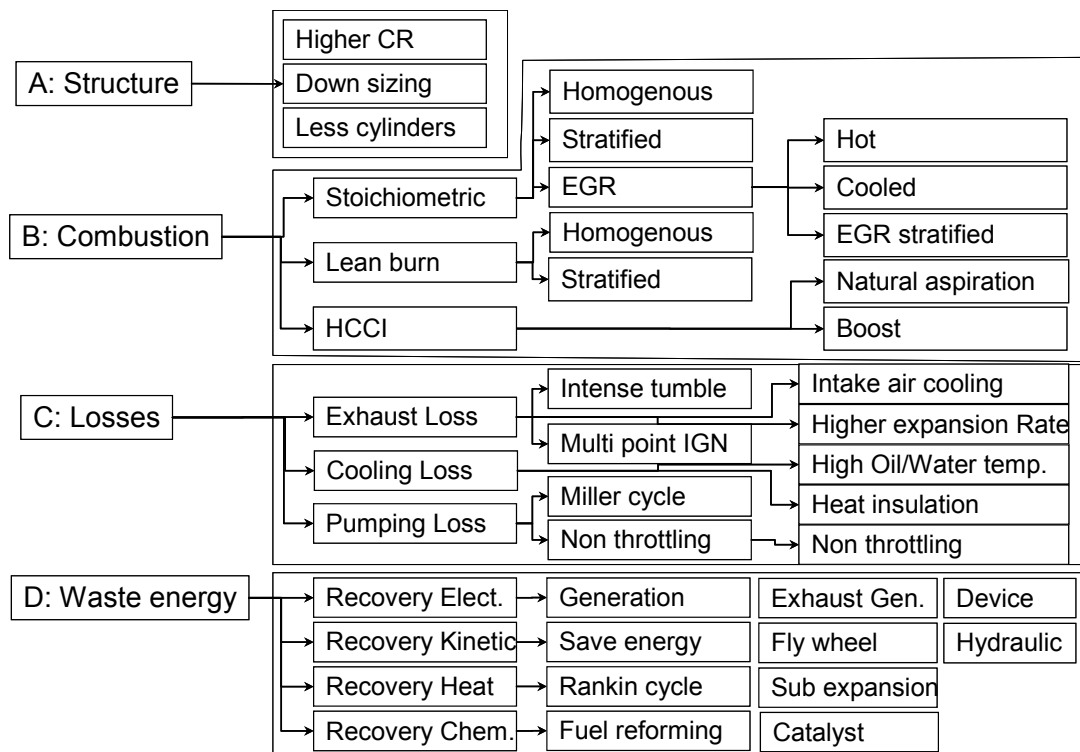 A: Structure
Higher CR
Down sizing
Less cylinders
B: Combustion
Stoichiometric
Homogenous
Stratified
EGR
Hot
Cooled
EGR stratified
Lean burn
Homogenous
Stratified
HCCI
Natural aspiration
Boost
C: Losses
Exhaust Loss
Intense tumble
Multi point IGN
Intake air cooling
Higher expansion Rate
Cooling Loss
High Oil/Water temp.
Heat insulation
Pumping Loss
Miller cycle
Non throttling
Non throttling
D: Waste energy
Recovery Elect.
Generation
Exhaust Gen.
Device
Recovery Kinetic
Save energy
Fly wheel
Hydraulic
Recovery Heat
Rankin cycle
Sub expansion
Recovery Chem.
Fuel reforming
Catalyst